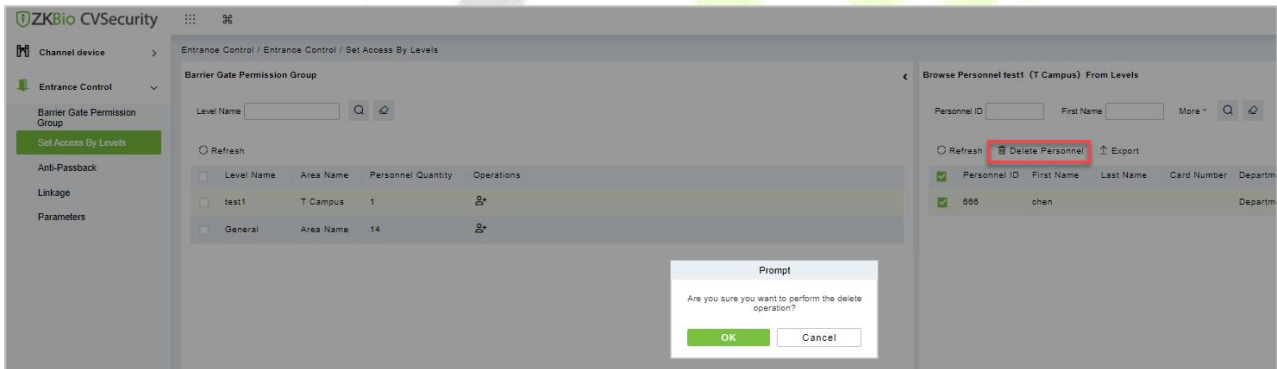 ZKBio CVSecurity
Channel device
Entrance Control
Barrier Gate Permission
Group
Set Access By Levels
Anti-Passback
Linkage
Parameters
Entrance Control / Entrance Control / Set Access By Levels
Barrier Gate Permission Group
Level Name
Refresh
Level Name Area Name Personnel Quantity Operations
test1 T Campus 1
General Area Name 14
Browse Personnel test1 (T Campus) From Levels
Personnel ID First Name More
Refresh Delete Personnel Export
Personnel ID First Name Last Name Card Number Departme
666 chen Departm
Prompt
Are you sure you want to perform the delete
operation?
OK Cancel